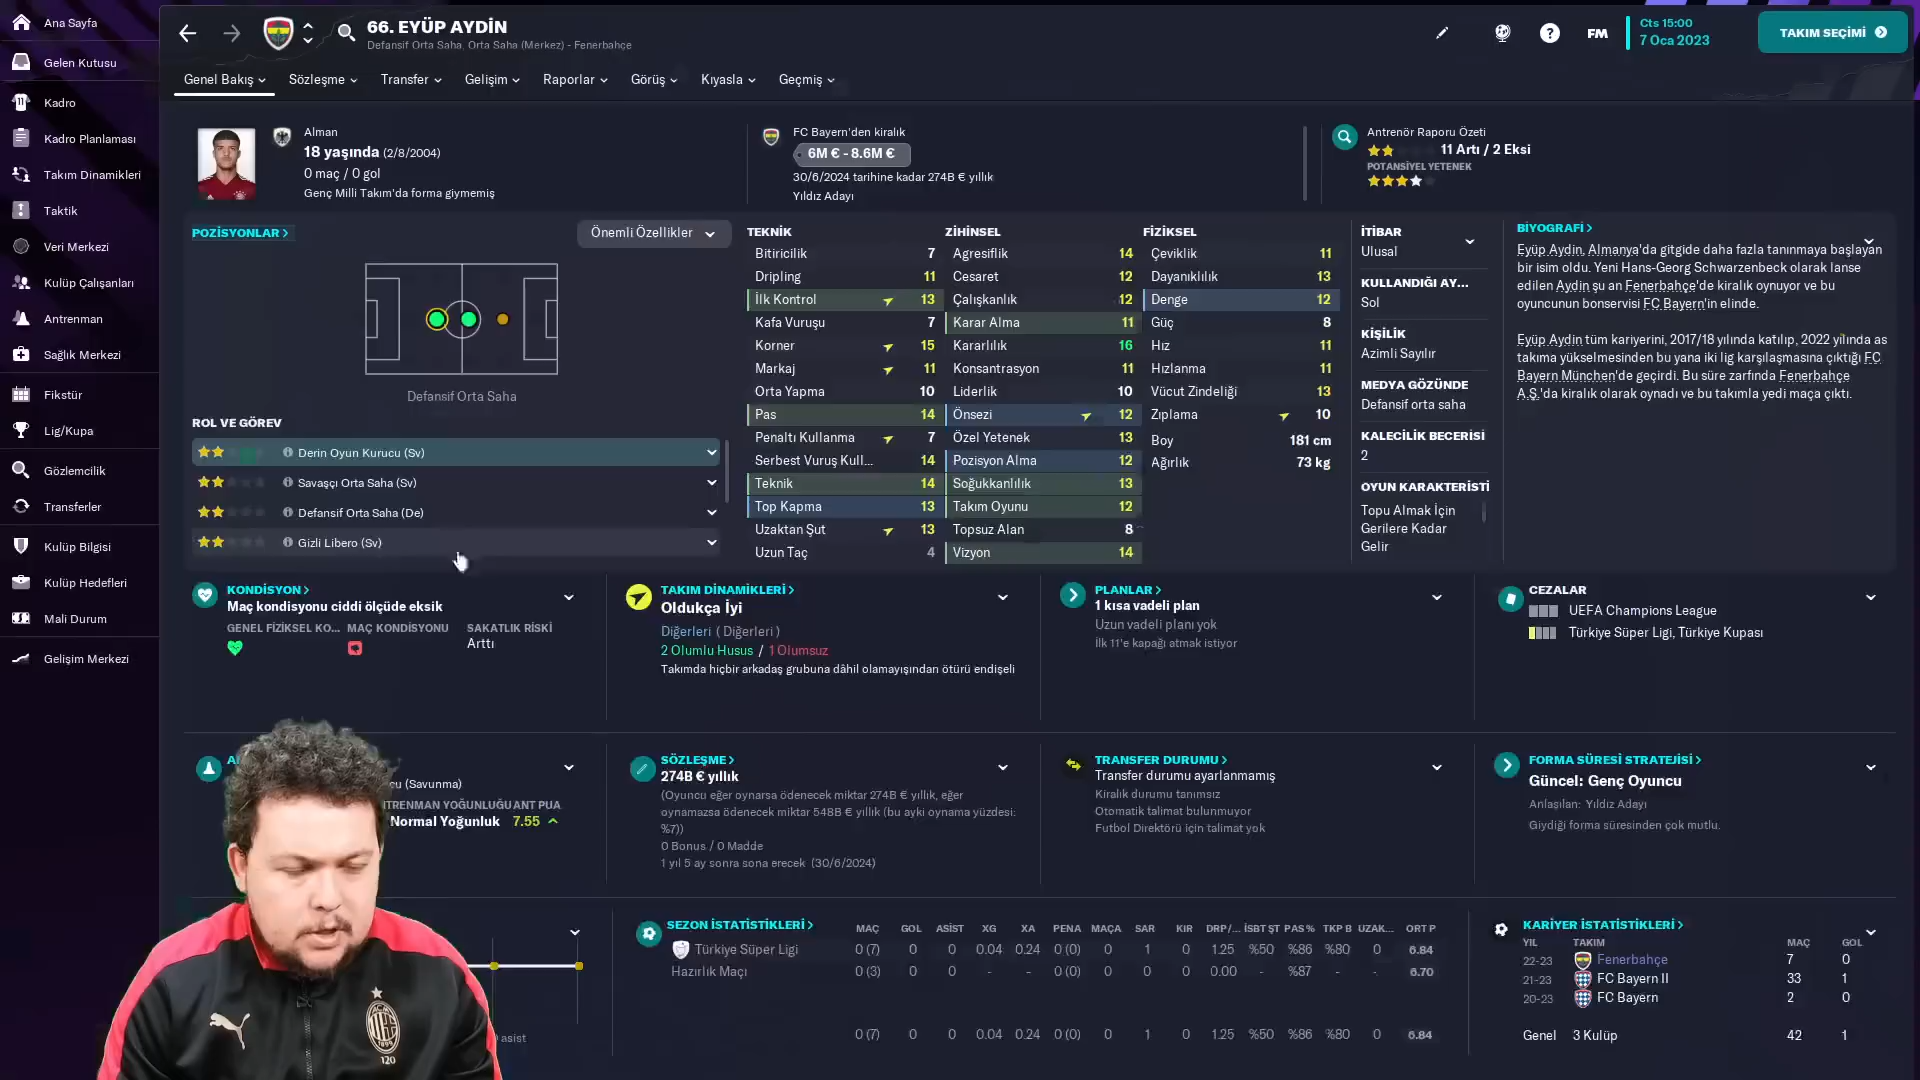 Ana Sayfa
Gelen Kutusu
Kadro
Kadro Planlaması
Takım Dinamikleri
Taktik
Veri Merkezi
Kulüp Çalışanları
Antrenman
Sağlık Merkezi
Fikstür
Lig/Kupa
Gözlemcilik
Transferler
Kulüp Bilgisi
Kulüp Hedefleri
Mali Durum
Gelişim Merkezi
66. EYÜP AYDIN
Defansif Orta Saha, Orta Saha (Merkez) - Fenerbahçe
FM
Cts 15:00
7 Oca 2023
TAKIM SEÇİMİ
Genel Bakış
Sözleşme
Transfer
Gelişim
Raporlar
Görüş
Kıyasla
Geçmiş
Alman
18 yaşında (2/8/2004)
0 maç / 0 gol
Genç Milli Takım'da forma giymemiş
FC Bayern'den kiralık
6M € - 8.6M €
30/6/2024 tarihine kadar 274B € yıllık
Yıldız Adayı
Antrenör Raporu Özeti
11 Artı / 2 Eksi
POTANSİYEL YETENEK
POZİSYONLAR >
Önemli Özellikler
Defansif Orta Saha
ROL VE GÖREV
Derin Oyun Kurucu (Sv)
Savaşçı Orta Saha (Sv)
Defansif Orta Saha (De)
Gizli Libero (Sv)
TEKNİK
Bitiricilik 7
Dripling 11
İlk Kontrol 13
Kafa Vuruşu 7
Korner 15
Markaj 11
Orta Yapma 10
Pas 14
Penaltı Kullanma 7
Serbest Vuruş Kull... 14
Teknik 14
Top Kapma 13
Uzaktan Şut 13
Uzun Taç 4
ZİHİNSEL
Agresiflik 14
Cesaret 12
Çalışkanlık 12
Karar Alma 11
Kararlılık 16
Konsantrasyon 11
Liderlik 10
Önsezi 12
Özel Yetenek 13
Pozisyon Alma 12
Soğukkanlılık 13
Takım Oyunu 12
Topsuz Alan 8
Vizyon 14
FİZİKSEL
Çeviklik 11
Dayanıklılık 13
Denge 12
Güç 8
Hız 11
Hızlanma 11
Vücut Zindeliği 13
Zıplama 10
Boy 181 cm
Ağırlık 73 kg
İTİBAR
Ulusal
KULLANDIĞI AY...
Sol
KİŞİLİK
Azimli Sayılır
MEDYA GÖZÜNDE
Defansif orta saha
KALECİLİK BECERİSİ
2
OYUN KARAKTERİSTİ
Topu Almak İçin
Gerilere Kadar
Gelir
BİYOGRAFİ >
Eyüp Aydin, Almanya'da gitgide daha fazla tanınmaya başlayan
bir isim oldu. Yeni Hans-Georg Schwarzenbeck olarak lanse
edilen Aydin şu an Fenerbahçe'de kiralık oynuyor ve bu
oyuncunun bonservisi FC Bayern'in elinde.
Eyüp Aydin tüm kariyerini, 2017/18 yılında katılıp, 2022 yılında as
takıma yükselmesinden bu yana iki lig karşılaşmasına çıktığı FC
Bayern München'de geçirdi. Bu süre zarfında Fenerbahçe
A.Ş.'da kiralık olarak oynadı ve bu takımla yedi maça çıktı.
KONDİSYON >
Maç kondisyonu ciddi ölçüde eksik
GENEL FİZİKSEL KO... MAÇ KONDİSYONU SAKATLIK RİSKİ
Arttı
TAKIM DİNAMİKLERİ >
Oldukça İyi
Diğerleri ( Diğerleri )
2 Olumlu Husus / 1 Olumsuz
Takımda hiçbir arkadaş grubuna dâhil olamayışından ötürü endişeli
PLANLAR >
1 kısa vadeli plan
Uzun vadeli planı yok
İlk 11'e kapağı atmak istiyor
CEZALAR
UEFA Champions League
Türkiye Süper Ligi, Türkiye Kupası
cu (Savunma)
TRENMAN YOĞUNLUĞU ANT PUA
Normal Yoğunluk 7.55
SÖZLEŞME >
274B € yıllık
(Oyuncu eğer oynarsa ödenecek miktar 274B € yıllık, eğer
oynamazsa ödenecek miktar 548B € yıllık (bu ayki oynama yüzdesi:
%7))
0 Bonus / 0 Madde
1 yıl 5 ay sonra sona erecek (30/6/2024)
TRANSFER DURUMU >
Transfer durumu ayarlanmamış
Kiralık durumu tanımsız
Otomatik talimat bulunmuyor
Futbol Direktörü için talimat yok
FORMA SÜRESİ STRATEJİSİ >
Güncel: Genç Oyuncu
Anlaşılan: Yıldız Adayı
Giydiği forma süresinden çok mutlu.
asist
SEZON İSTATİSTİKLERİ > MAÇ GOL ASİST XG XA PENA MAÇA SAR KIR DRP/... İSBT ŞT PAS % TKP B UZAK... ORT P
Türkiye Süper Ligi 0 (7) 0 0 0.04 0.24 0 (0) 0 1 0 1.25 %50 %86 %80 0 6.84
Hazırlık Maçı 0 (3) 0 0 - - 0 (0) 0 0 0 0.00 - %87 - - 6.70
0 (7) 0 0 0.04 0.24 0 (0) 0 1 0 1.25 %50 %86 %80 0 6.84
KARİYER İSTATİSTİKLERİ >
YIL TAKIM MAÇ GOL
22-23 Fenerbahçe 7 0
21-23 FC Bayern II 33 1
20-23 FC Bayern 2 0
Genel 3 Kulüp 42 1
120